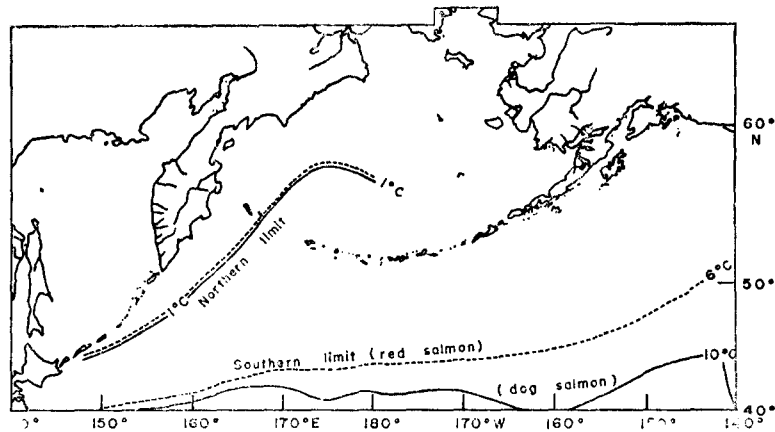 60°
N
1°C
Northern limit
1°C
6°C
50°
Southern limit (red salmon)
10°C
(dog salmon)
40°
150° 160° 170°E 180° 170°W 160°